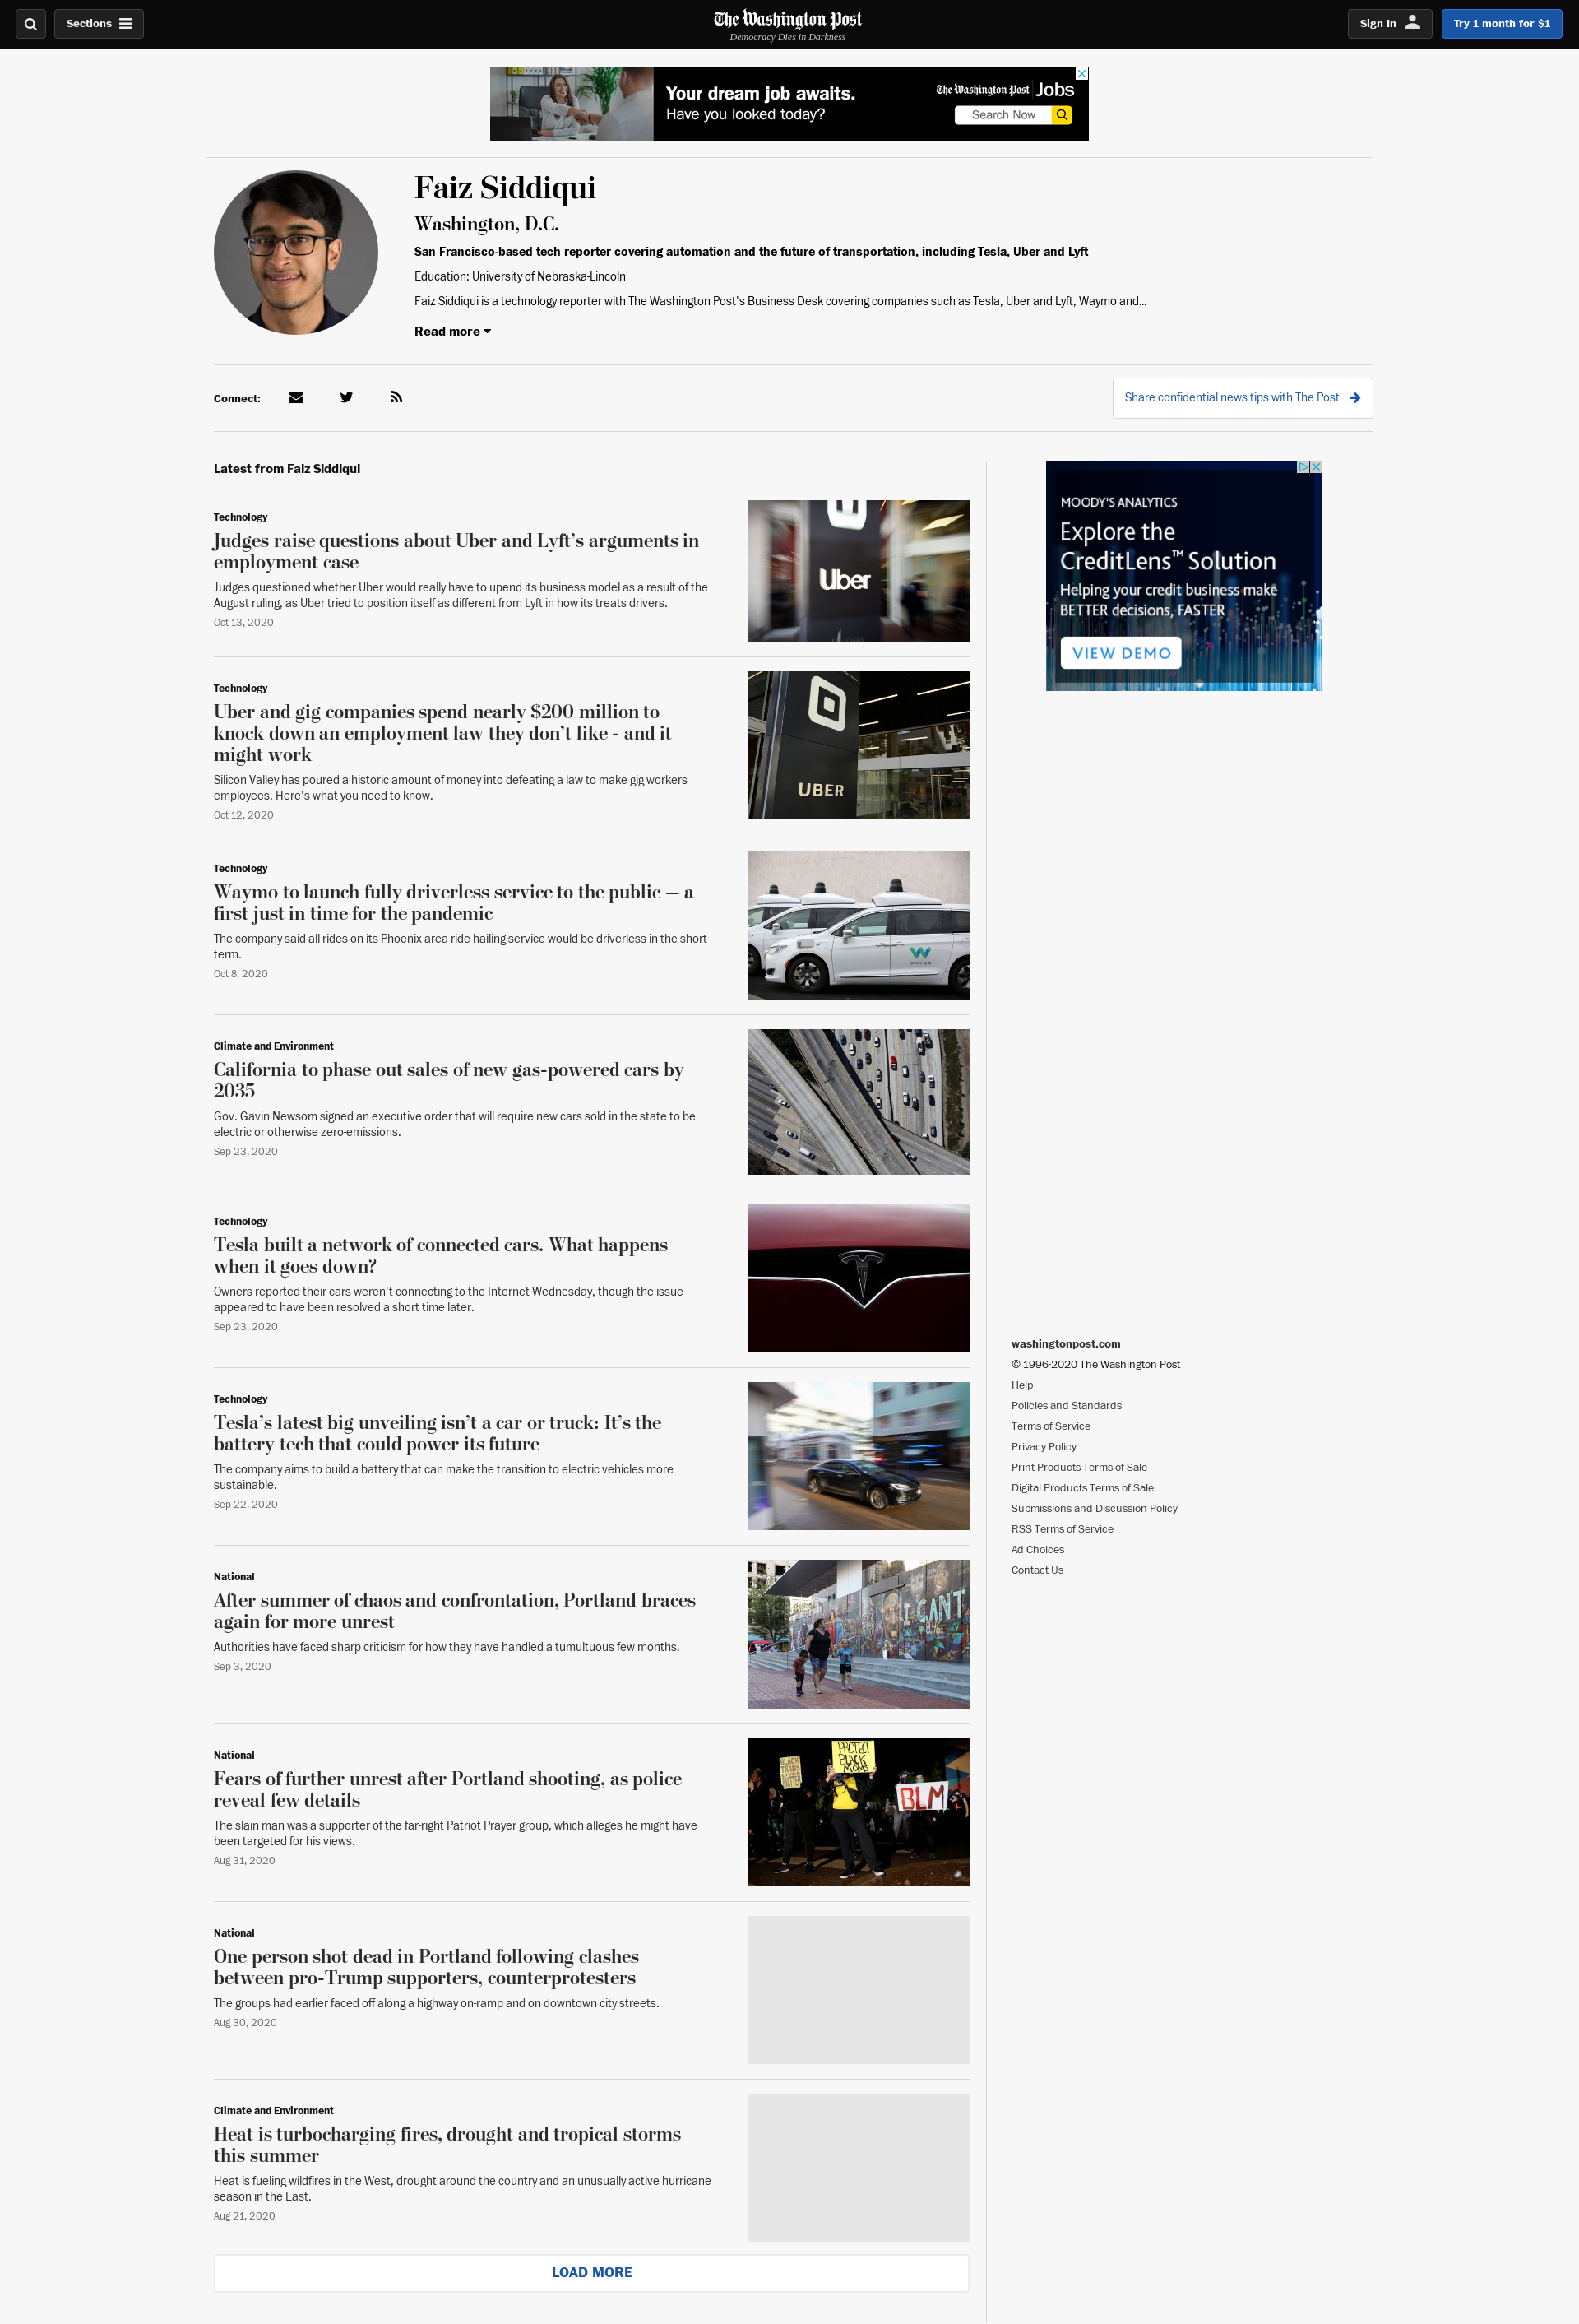 Sections
The Washington Post
Democracy Dies in Darkness
Sign In
Try 1 month for $1
Your dream job awaits.
Have you looked today?
The Washington Post Jobs
Search Now
Faiz Siddiqui
Washington, D.C.
San Francisco-based tech reporter covering automation and the future of transportation, including Tesla, Uber and Lyft
Education: University of Nebraska-Lincoln
Faiz Siddiqui is a technology reporter with The Washington Post's Business Desk covering companies such as Tesla, Uber and Lyft, Waymo and...
Read more
Connect:
Share confidential news tips with The Post
Latest from Faiz Siddiqui
Technology
Judges raise questions about Uber and Lyft’s arguments in
employment case
Judges questioned whether Uber would really have to upend its business model as a result of the
August ruling, as Uber tried to position itself as different from Lyft in how its treats drivers.
Oct 13, 2020
Uber
Technology
Uber and gig companies spend nearly $200 million to
knock down an employment law they don’t like - and it
might work
Silicon Valley has poured a historic amount of money into defeating a law to make gig workers
employees. Here’s what you need to know.
Oct 12, 2020
UBER
Technology
Waymo to launch fully driverless service to the public — a
first just in time for the pandemic
The company said all rides on its Phoenix-area ride-hailing service would be driverless in the short
term.
Oct 8, 2020
WAYMO
Climate and Environment
California to phase out sales of new gas-powered cars by
2035
Gov. Gavin Newsom signed an executive order that will require new cars sold in the state to be
electric or otherwise zero-emissions.
Sep 23, 2020
Technology
Tesla built a network of connected cars. What happens
when it goes down?
Owners reported their cars weren't connecting to the Internet Wednesday, though the issue
appeared to have been resolved a short time later.
Sep 23, 2020
Technology
Tesla’s latest big unveiling isn’t a car or truck: It’s the
battery tech that could power its future
The company aims to build a battery that can make the transition to electric vehicles more
sustainable.
Sep 22, 2020
National
After summer of chaos and confrontation, Portland braces
again for more unrest
Authorities have faced sharp criticism for how they have handled a tumultuous few months.
Sep 3, 2020
I CAN'T
National
Fears of further unrest after Portland shooting, as police
reveal few details
The slain man was a supporter of the far-right Patriot Prayer group, which alleges he might have
been targeted for his views.
Aug 31, 2020
PROTECT
BLACK
MOMS
BLM
National
One person shot dead in Portland following clashes
between pro-Trump supporters, counterprotesters
The groups had earlier faced off along a highway on-ramp and on downtown city streets.
Aug 30, 2020
Climate and Environment
Heat is turbocharging fires, drought and tropical storms
this summer
Heat is fueling wildfires in the West, drought around the country and an unusually active hurricane
season in the East.
Aug 21, 2020
LOAD MORE
MOODY'S ANALYTICS
Explore the
CreditLens™ Solution
Helping your credit business make
BETTER decisions, FASTER
VIEW DEMO
washingtonpost.com
© 1996-2020 The Washington Post
Help
Policies and Standards
Terms of Service
Privacy Policy
Print Products Terms of Sale
Digital Products Terms of Sale
Submissions and Discussion Policy
RSS Terms of Service
Ad Choices
Contact Us